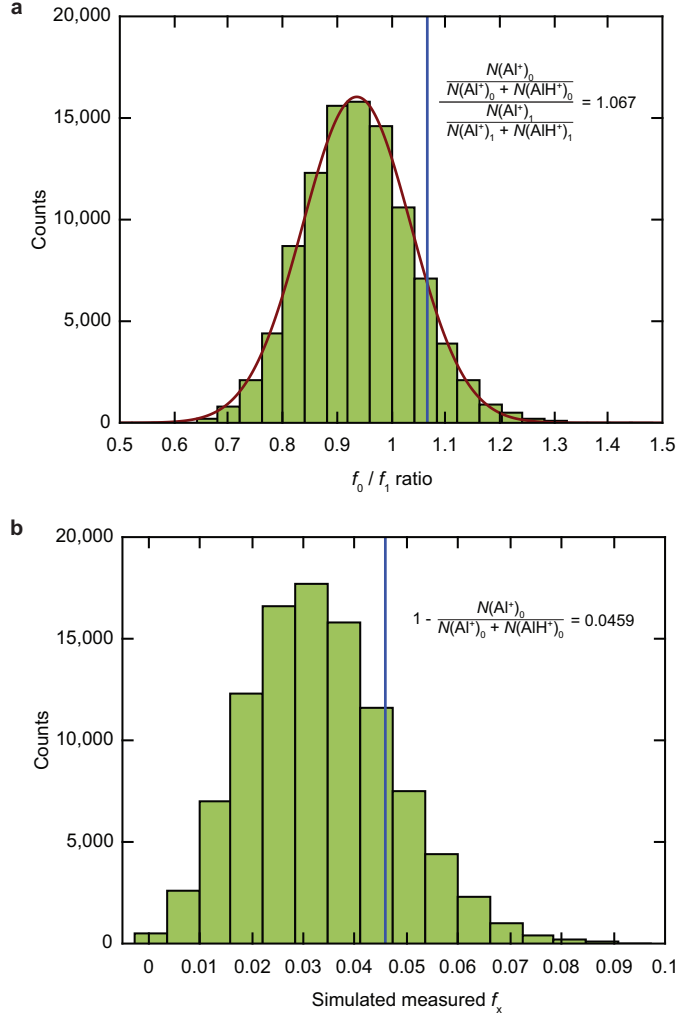 a
20,000
15,000
10,000
5,000
0
Counts
N(Al⁺)₀
N(Al⁺)₀ + N(AlH⁺)₀
N(Al⁺)₁
N(Al⁺)₁ + N(AlH⁺)₁
= 1.067
0.5 0.6 0.7 0.8 0.9 1 1.1 1.2 1.3 1.4 1.5
f₀ / f₁ ratio
b
20,000
15,000
10,000
5,000
0
Counts
N(Al⁺)₀
1 - = 0.0459
N(Al⁺)₀ + N(AlH⁺)₀
0 0.01 0.02 0.03 0.04 0.05 0.06 0.07 0.08 0.09 0.1
Simulated measured fₓ